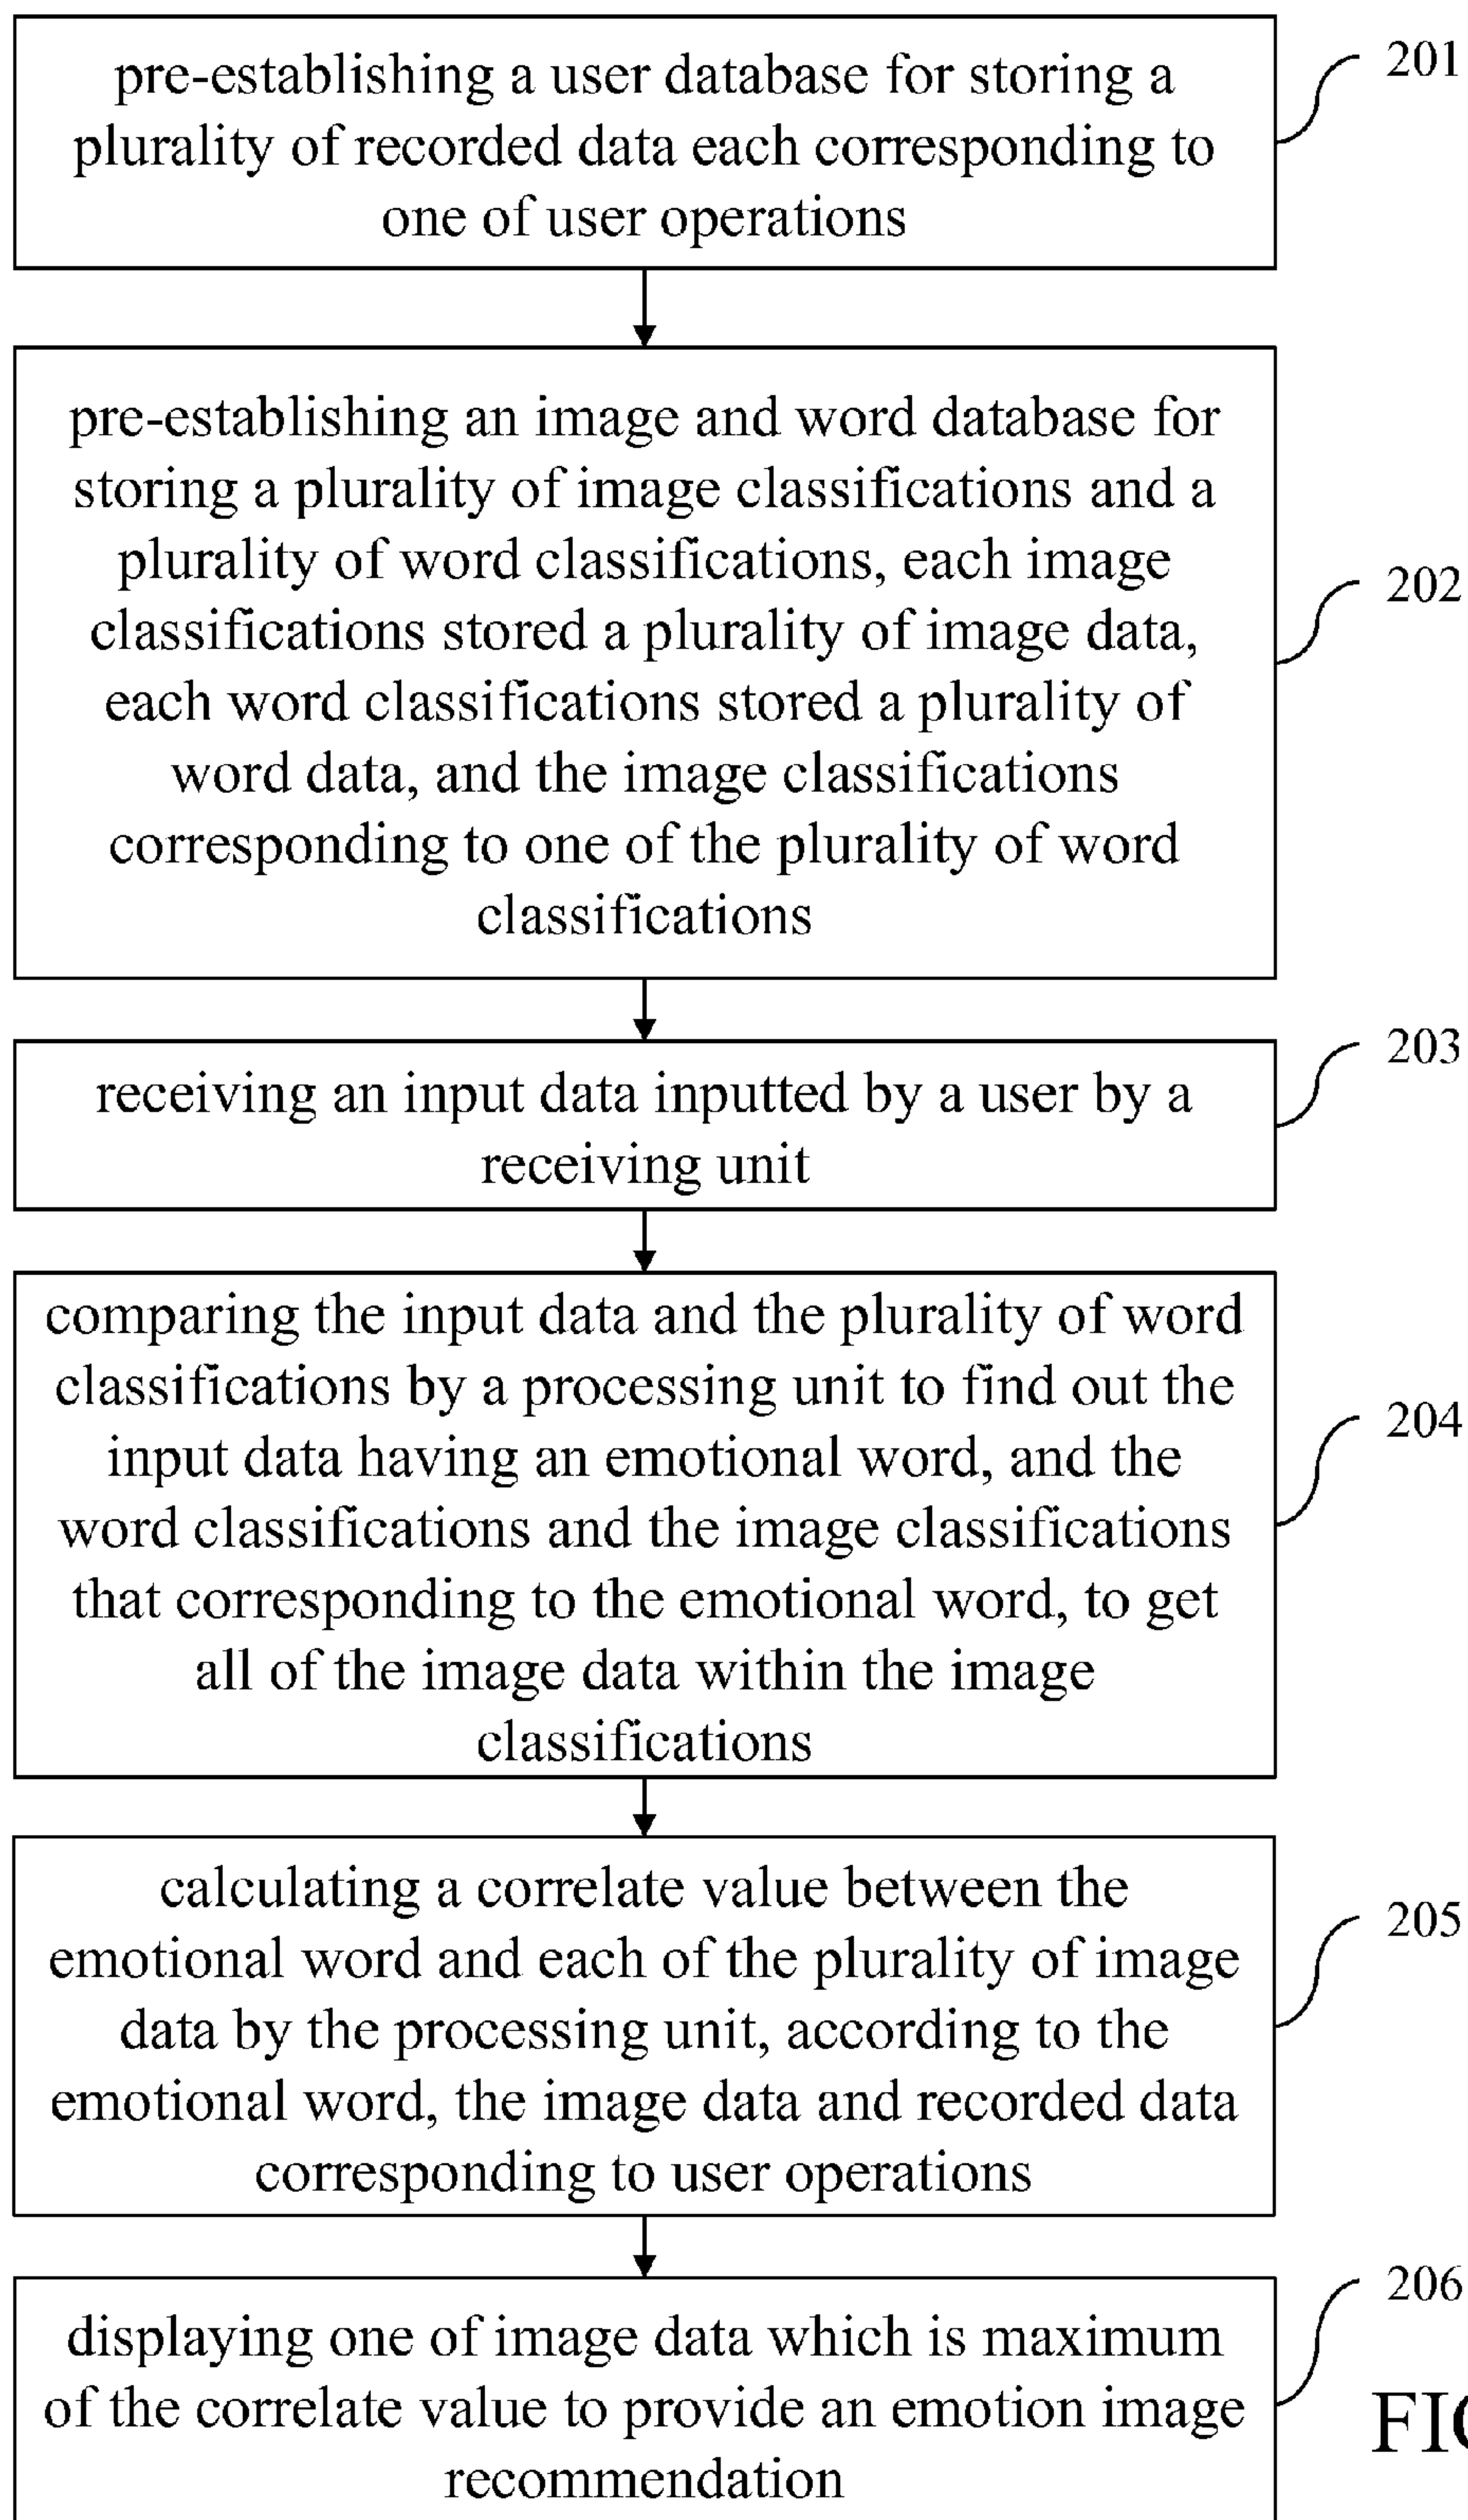 pre-establishing a user database for storing a
plurality of recorded data each corresponding to
one of user operations
201
pre-establishing an image and word database for
storing a plurality of image classifications and a
plurality of word classifications, each image
classifications stored a plurality of image data,
each word classifications stored a plurality of
word data, and the image classifications
corresponding to one of the plurality of word
classifications
202
receiving an input data inputted by a user by a
receiving unit
203
comparing the input data and the plurality of word
classifications by a processing unit to find out the
input data having an emotional word, and the
word classifications and the image classifications
that corresponding to the emotional word, to get
all of the image data within the image
classifications
204
calculating a correlate value between the
emotional word and each of the plurality of image
data by the processing unit, according to the
emotional word, the image data and recorded data
corresponding to user operations
205
displaying one of image data which is maximum
of the correlate value to provide an emotion image
recommendation
206